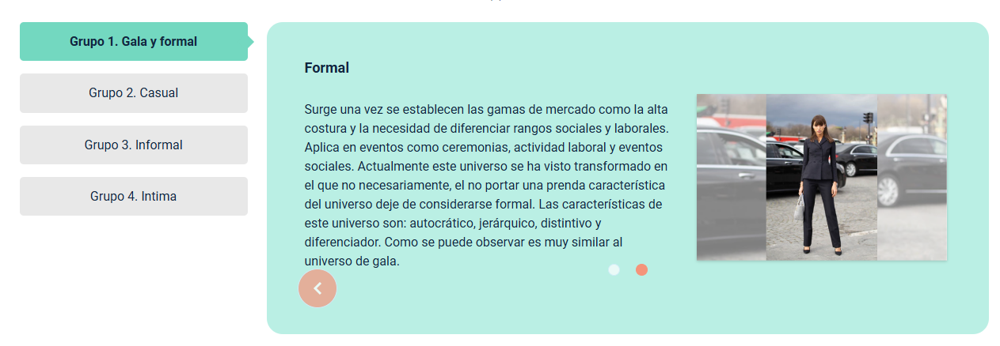 Grupo 1. Gala y formal
Grupo 2. Casual
Grupo 3. Informal
Grupo 4. Intima
Formal
Surge una vez se establecen las gamas de mercado como la alta
costura y la necesidad de diferenciar rangos sociales y laborales.
Aplica en eventos como ceremonias, actividad laboral y eventos
sociales. Actualmente este universo se ha visto transformado en
el que no necesariamente, el no portar una prenda característica
del universo deje de considerarse formal. Las características de
este universo son: autocrático, jerárquico, distintivo y
diferenciador. Como se puede observar es muy similar al
universo de gala.